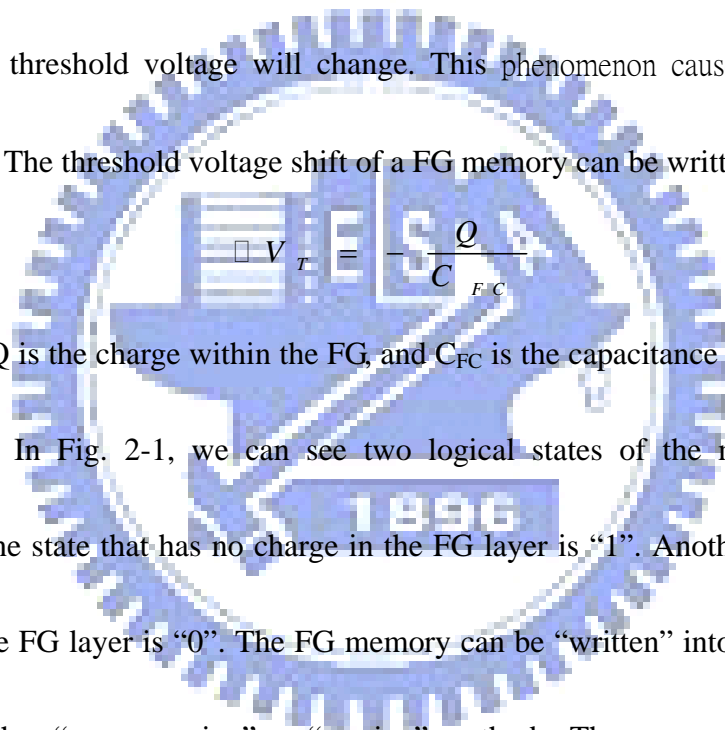 threshold voltage will change. This phenomenon caus
The threshold voltage shift of a FG memory can be writt
□ V_T = − Q / C_FC
Q is the charge within the FG, and C_FC is the capacitance
In Fig. 2-1, we can see two logical states of the
state that has no charge in the FG layer is “1”. Anoth
FG layer is “0”. The FG memory can be “written” into
E S A
1896